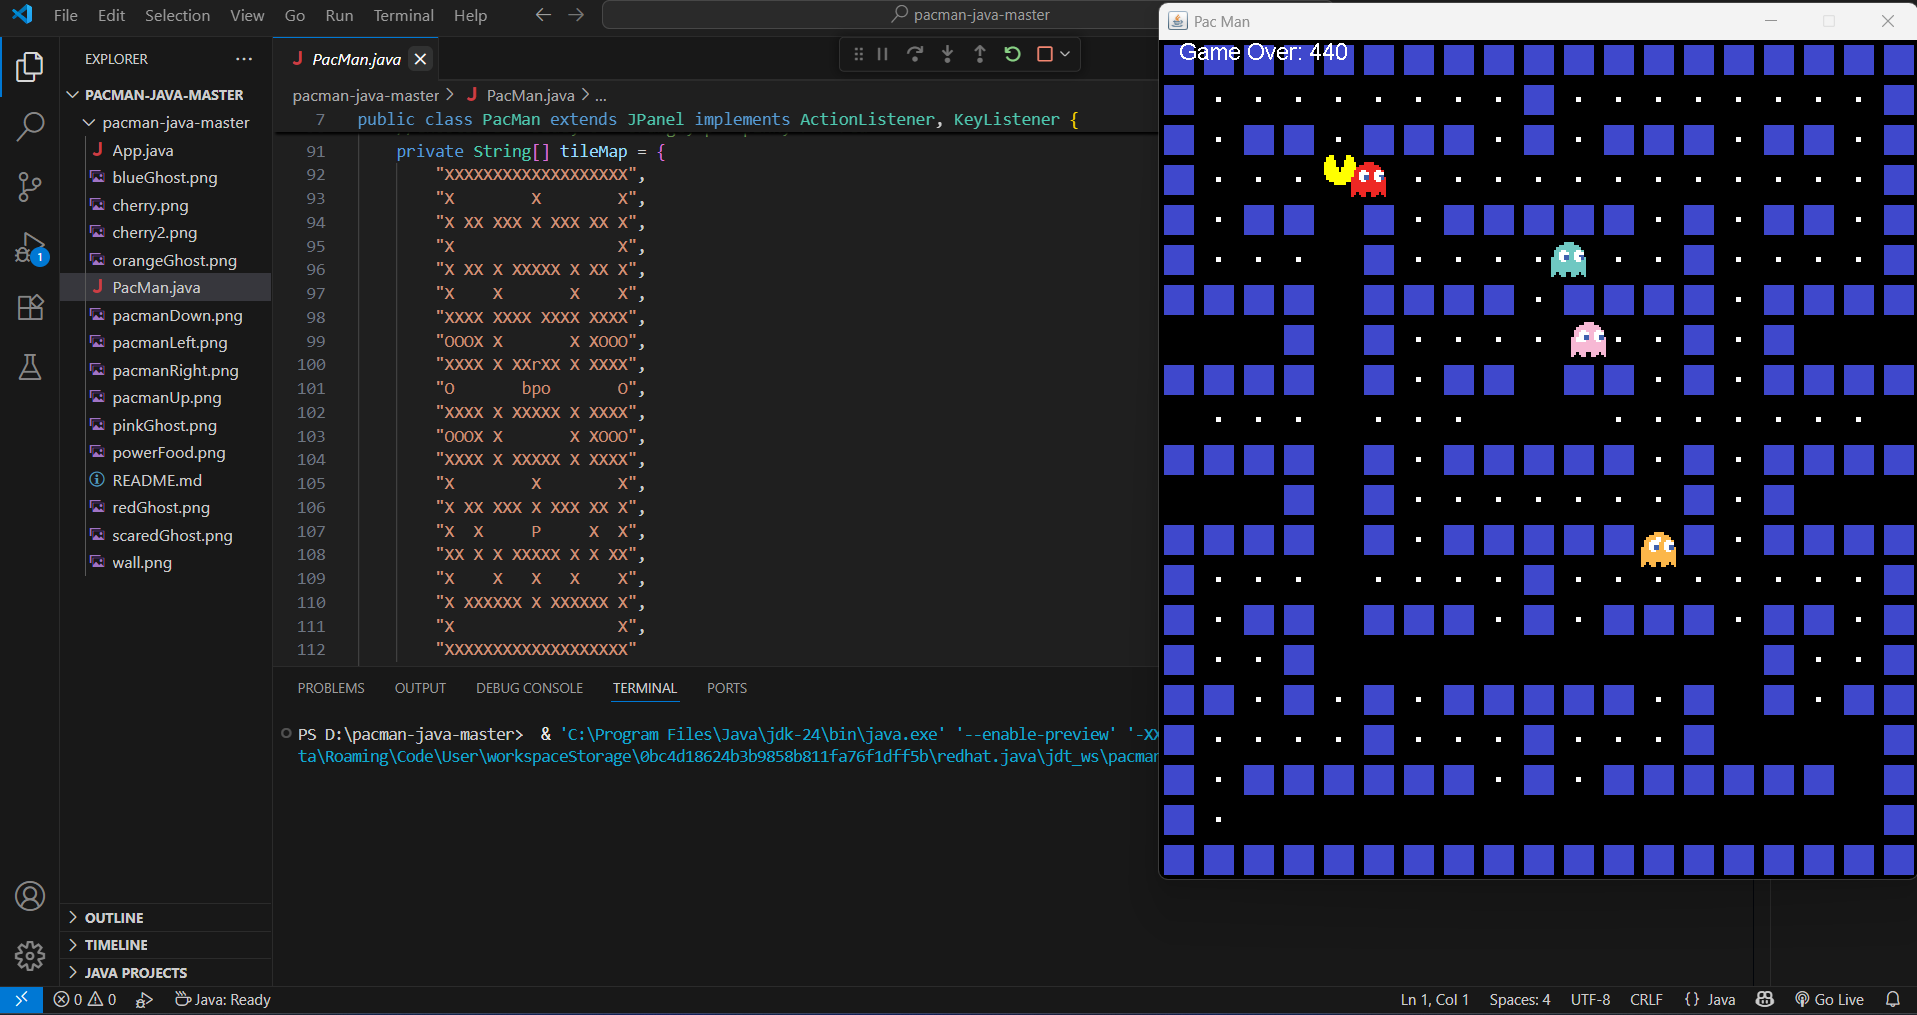 File Edit Selection View Go Run Terminal Help
pacman-java-master
EXPLORER
PACMAN-JAVA-MASTER
pacman-java-master
App.java
blueGhost.png
cherry.png
cherry2.png
orangeGhost.png
PacMan.java
pacmanDown.png
pacmanLeft.png
pacmanRight.png
pacmanUp.png
pinkGhost.png
powerFood.png
README.md
redGhost.png
scaredGhost.png
wall.png
OUTLINE
TIMELINE
JAVA PROJECTS
PacMan.java
pacman-java-master > PacMan.java > ...
7 public class PacMan extends JPanel implements ActionListener, KeyListener {
91 private String[] tileMap = {
92 "XXXXXXXXXXXXXXXXXXX",
93 "X        X        X",
94 "X XX XXX X XXX XX X",
95 "X                 X",
96 "X XX X XXXXX X XX X",
97 "X    X       X    X",
98 "XXXX XXXX XXXX XXXX",
99 "OOOX X       X XOOO",
100 "XXXX X XXrXX X XXXX",
101 "O       bpo       O",
102 "XXXX X XXXXX X XXXX",
103 "OOOX X       X XOOO",
104 "XXXX X XXXXX X XXXX",
105 "X        X        X",
106 "X XX XXX X XXX XX X",
107 "X  X     P     X  X",
108 "XX X X XXXXX X X XX",
109 "X    X   X   X    X",
110 "X XXXXXX X XXXXXX X",
111 "X                 X",
112 "XXXXXXXXXXXXXXXXXXX"
PROBLEMS OUTPUT DEBUG CONSOLE TERMINAL PORTS
PS D:\pacman-java-master> & 'C:\Program Files\Java\jdk-24\bin\java.exe' '--enable-preview' '-XX
ta\Roaming\Code\User\workspaceStorage\0bc4d18624b3b9858b811fa76f1dff5b\redhat.java\jdt_ws\pacman
Pac Man
Game Over: 440
1
0 0 Java: Ready
Ln 1, Col 1 Spaces: 4 UTF-8 CRLF {} Java Go Live